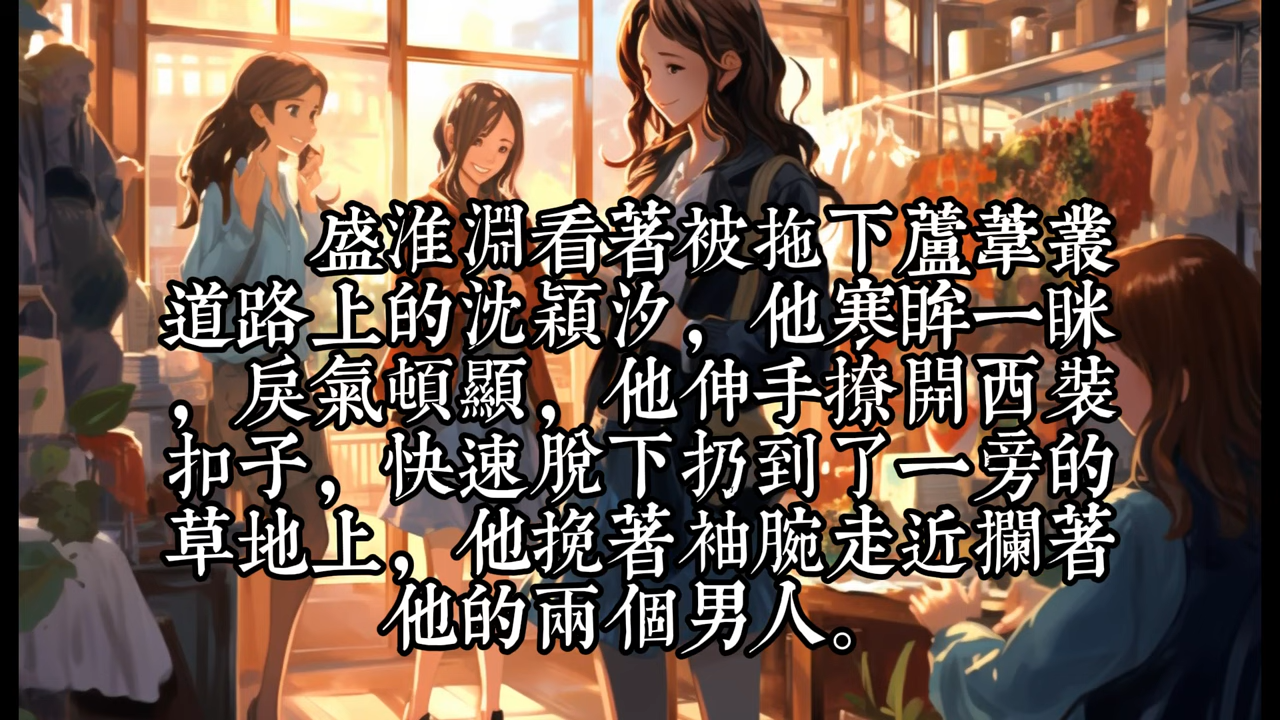 盛淮淵看著被拖下蘆葦叢
道路上的沈穎汐，他寒眸一眯
，戾氣頓顯，他伸手撩開西裝
扣子，快速脫下扔到了一旁的
草地上，他挽著袖腕走近攔著
他的兩個男人。